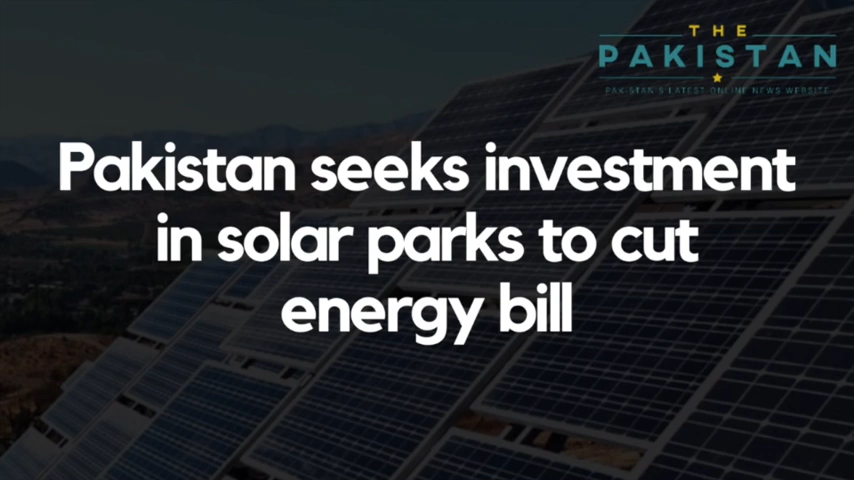 THE
PAKISTAN
PAKISTAN'S LATEST ONLINE NEWS WEBSITE
Pakistan seeks investment
in solar parks to cut
energy bill